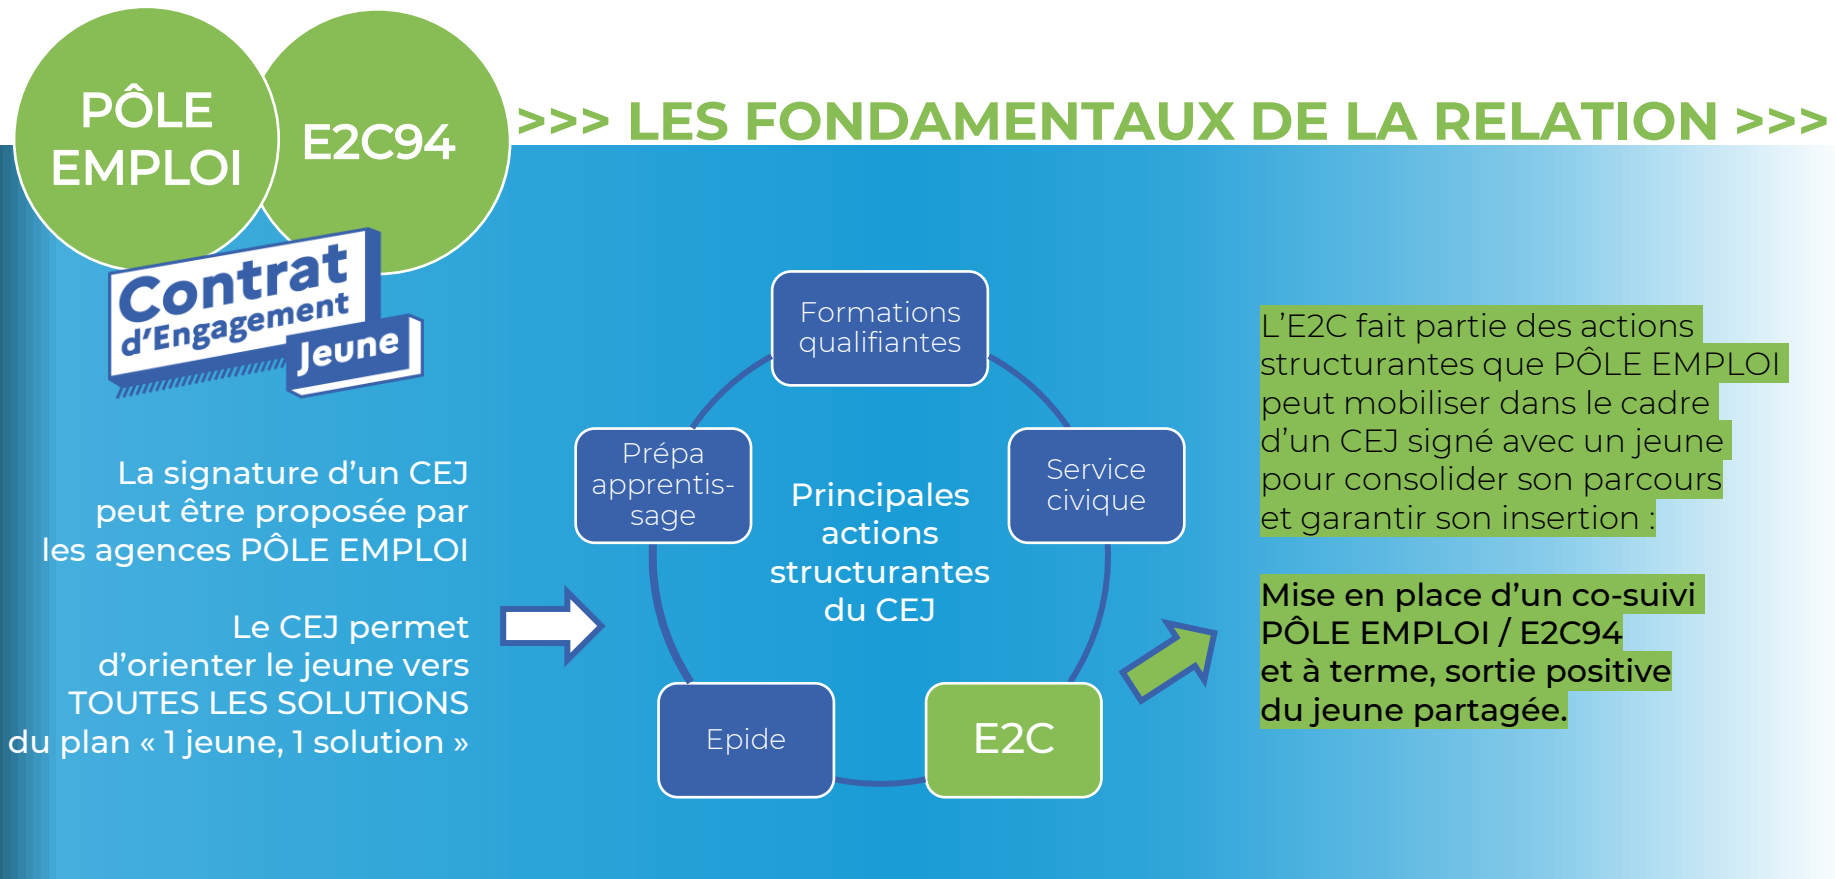 PÔLE
EMPLOI
E2C94
>>> LES FONDAMENTAUX DE LA RELATION >>>
Contrat
d'Engagement
Jeune
La signature d’un CEJ
peut être proposée par
les agences PÔLE EMPLOI
Le CEJ permet
d’orienter le jeune vers
TOUTES LES SOLUTIONS
du plan « 1 jeune, 1 solution »
Formations
qualifiantes
Prépa
apprentis-
sage
Service
civique
Principales
actions
structurantes
du CEJ
Epide
E2C
L’E2C fait partie des actions
structurantes que PÔLE EMPLOI
peut mobiliser dans le cadre
d’un CEJ signé avec un jeune
pour consolider son parcours
et garantir son insertion :
Mise en place d’un co-suivi
PÔLE EMPLOI / E2C94
et à terme, sortie positive
du jeune partagée.